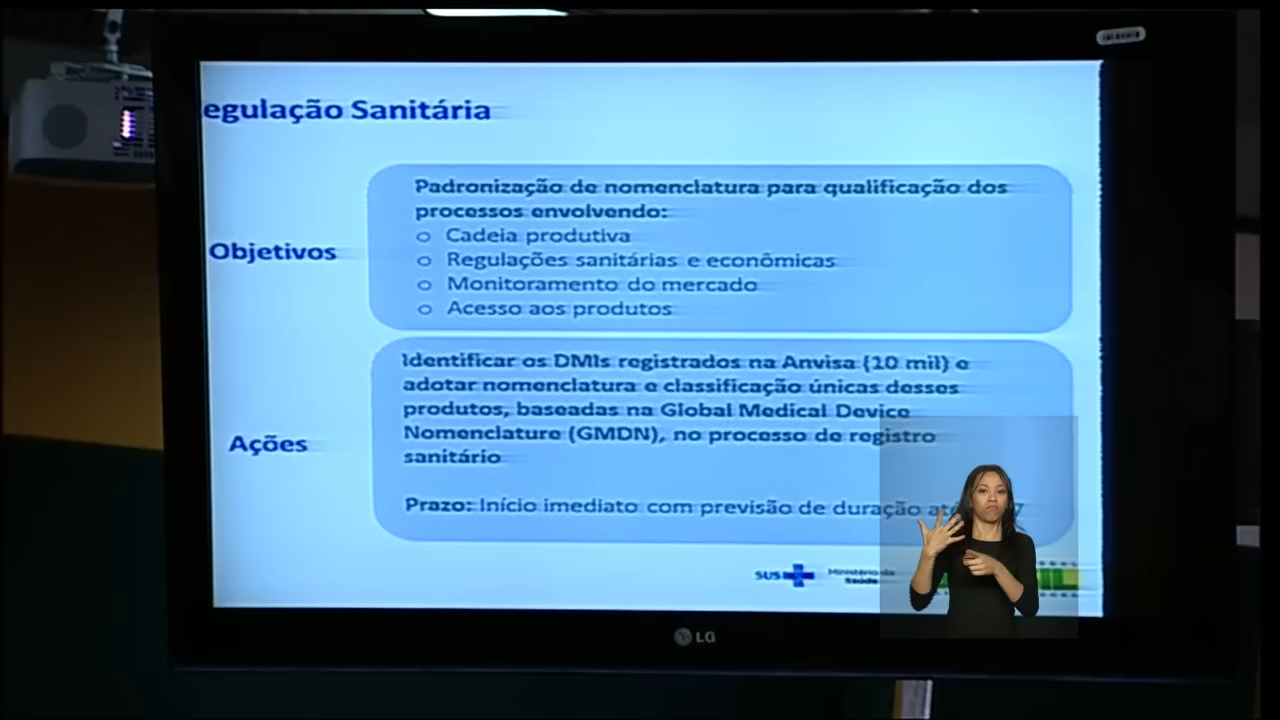 egulação Sanitária
Objetivos
Padronização de nomenclatura para qualificação dos
processos envolvendo:
o Cadeia produtiva
o Regulações sanitárias e econômicas
o Monitoramento do mercado
o Acesso aos produtos
Ações
Identificar os DMIs registrados na Anvisa (10 mil) e
adotar nomenclatura e classificação únicas desses
produtos, baseadas na Global Medical Device
Nomenclature (GMDN), no processo de registro
sanitário
Prazo: Início imediato com previsão de duração
SUS
Ministério da
Saúde
LG